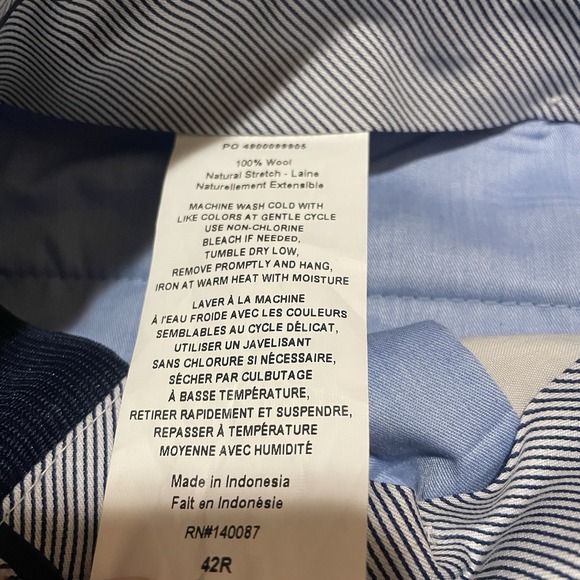 100% Wool
Natural Stretch - Laine
Naturellement Extensible
MACHINE WASH COLD WITH
LIKE COLORS AT GENTLE CYCLE
USE NON-CHLORINE
BLEACH IF NEEDED,
TUMBLE DRY LOW,
REMOVE PROMPTLY AND HANG,
IRON AT WARM HEAT WITH MOISTURE
LAVER À LA MACHINE
À l'EAU FROIDE AVEC LES COULEURS
SEMBLABLES AU CYCLE DÉLICAT,
UTILISER UN JAVELISANT
SANS CHLORURE SI NÉCESSAIRE,
SÉCHER PAR CULBUTAGE
À BASSE TEMPÉRATURE,
RETIRER RAPIDEMENT ET SUSPENDRE,
REPASSER À TEMPÉRATURE
MOYENNE AVEC HUMIDITÉ
Made in Indonesia
Fait en Indonésie
RN#140087
42R